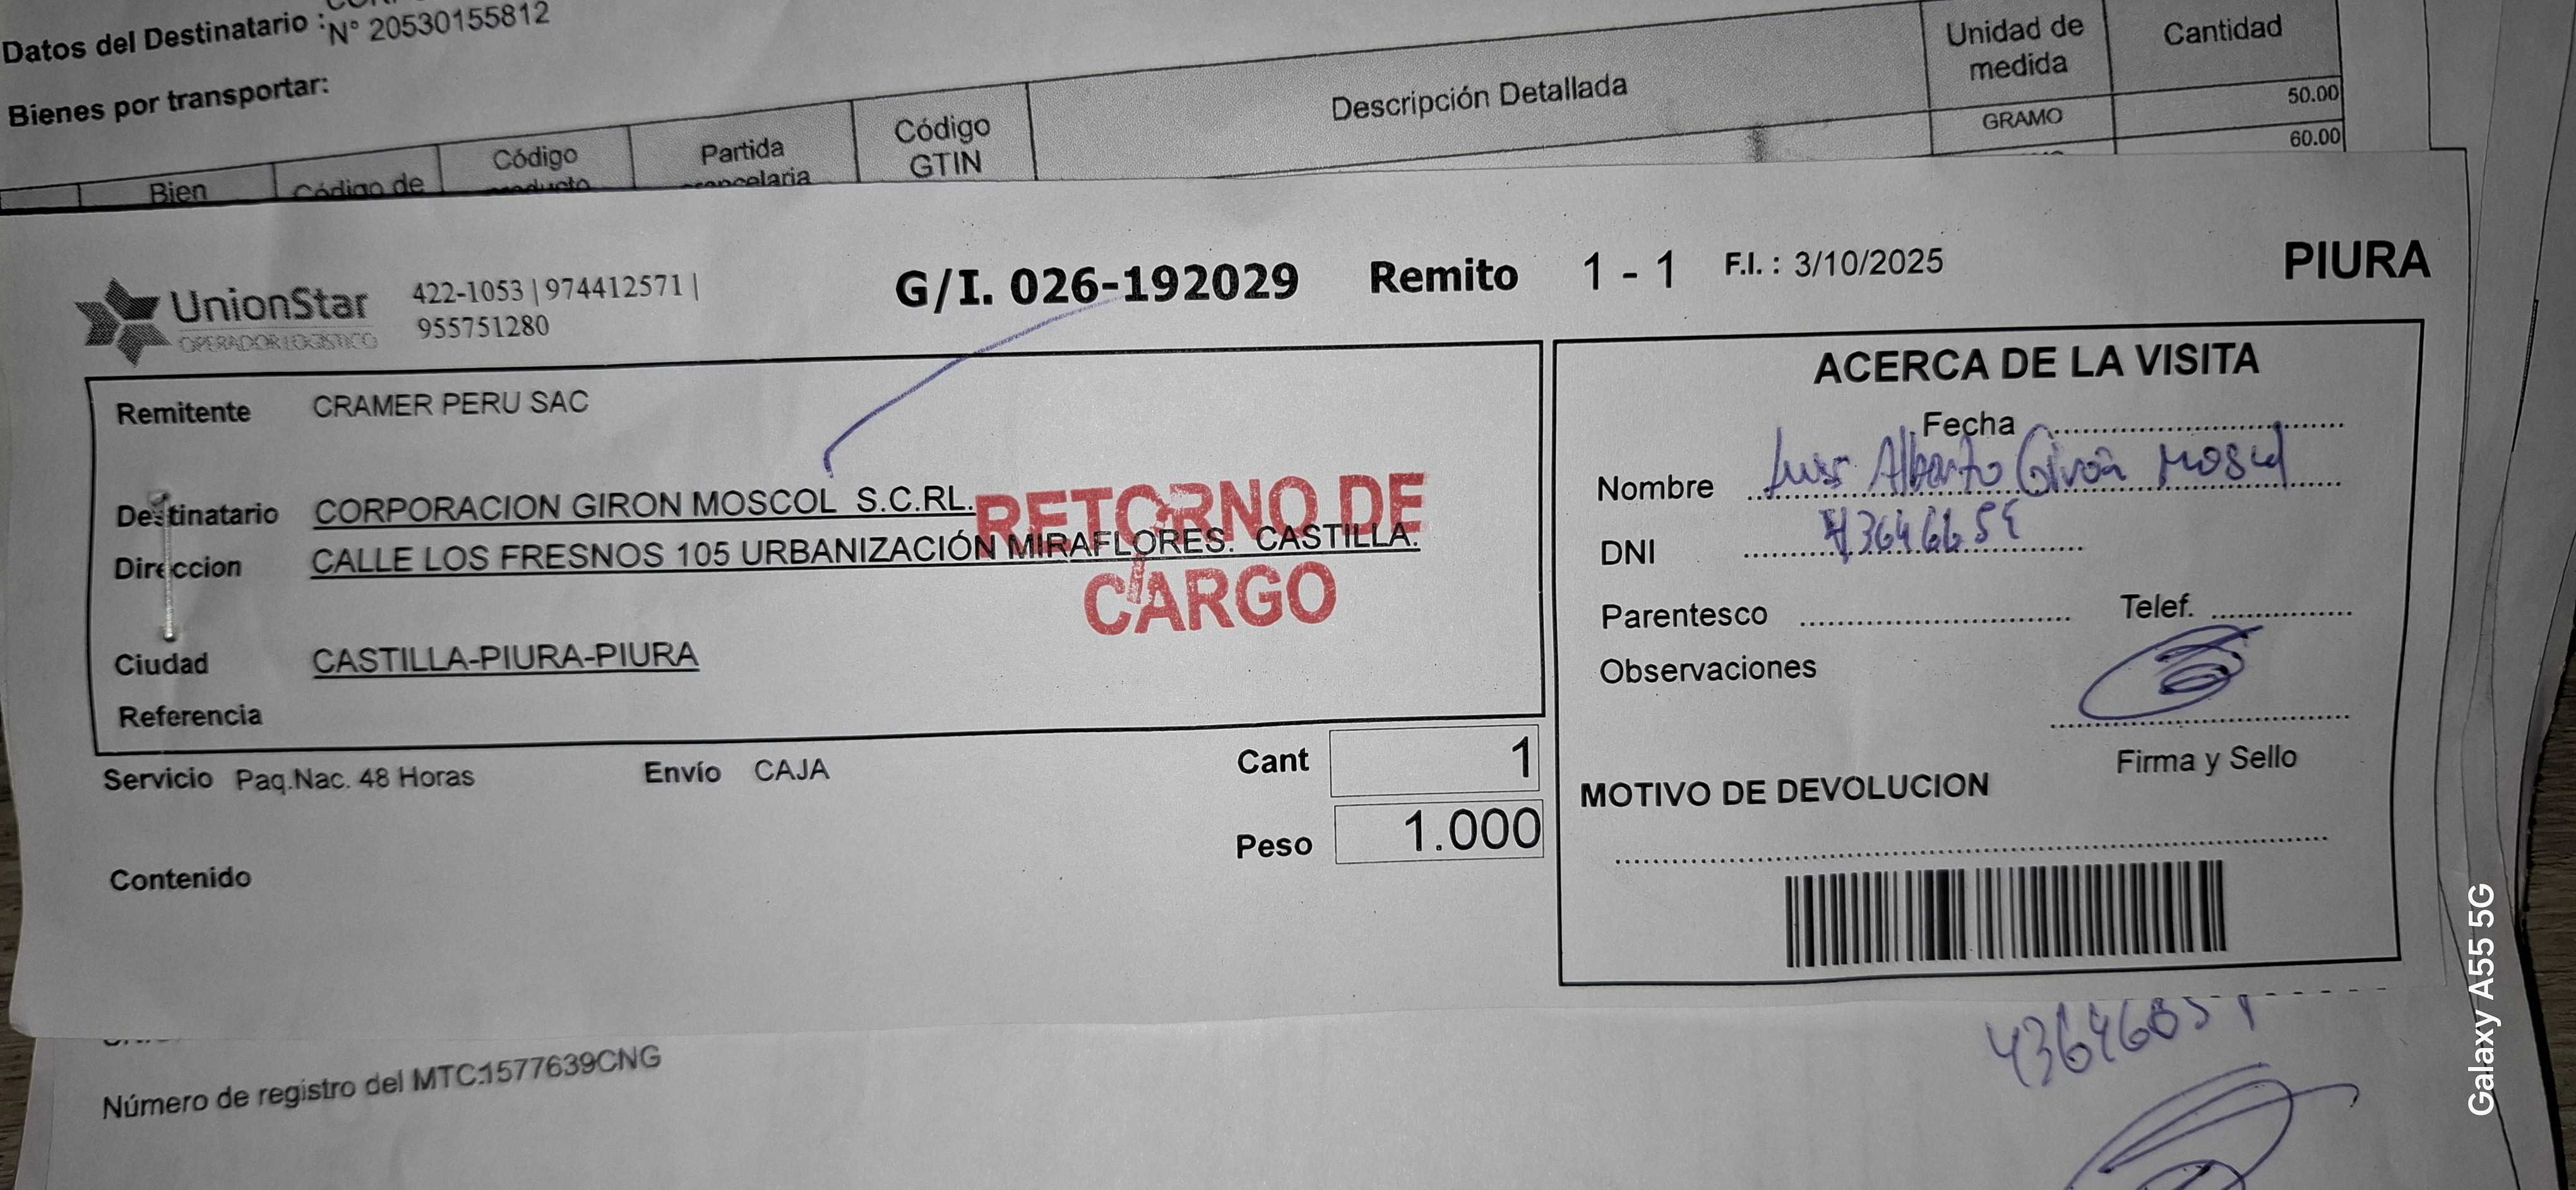 Datos del Destinatario :
N° 20530155812
Bienes por transportar:
Bien
Código de
Código
Partida
Código
GTIN
Descripción Detallada
Unidad de
medida
Cantidad
GRAMO
50.00
60.00
UnionStar
OPERADOR LOGÍSTICO
422-1053 | 974412571 |
955751280
G/I. 026-192029 Remito 1 - 1 F.I. : 3/10/2025 PIURA
Remitente CRAMER PERU SAC
Destinatario CORPORACION GIRON MOSCOL S.C.RL.
Direccion CALLE LOS FRESNOS 105 URBANIZACIÓN MIRAFLORES. CASTILLA.
RETORNO DE
CARGO
Ciudad CASTILLA-PIURA-PIURA
Referencia
Servicio Paq.Nac. 48 Horas Envío CAJA
Cant 1
Peso 1.000
Contenido
ACERCA DE LA VISITA
Fecha
Nombre Luis Alberto Giron Moscol
DNI
Parentesco Telef.
Observaciones
Firma y Sello
MOTIVO DE DEVOLUCION
Número de registro del MTC:1577639CNG
Galaxy A55 5G